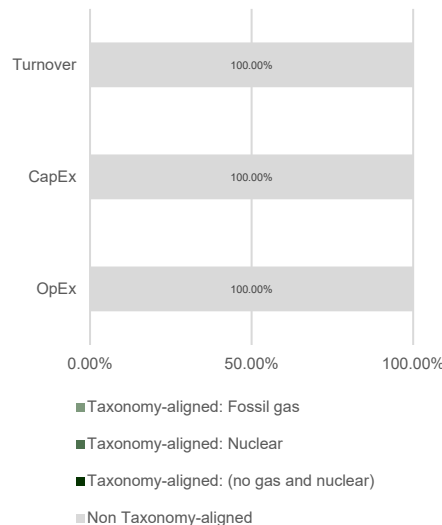 Turnover
100.00%
CapEx
100.00%
OpEx
100.00%
0.00% 50.00% 100.00%
Taxonomy-aligned: Fossil gas
Taxonomy-aligned: Nuclear
Taxonomy-aligned: (no gas and nuclear)
Non Taxonomy-aligned